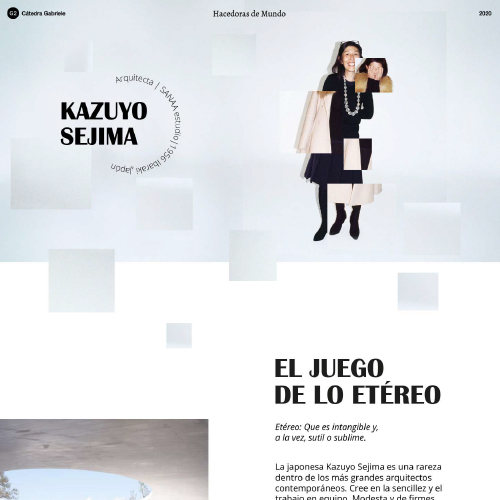 G2 Cátedra Gabriele
Hacedoras de Mundo
2020
Arquitecta | SANAA estudio | 1956 Ibaraki, Japón
KAZUYO
SEJIMA
EL JUEGO
DE LO ETÉREO
Etéreo: Que es intangible y,
a la vez, sutil o sublime.
La japonesa Kazuyo Sejima es una rareza
dentro de los más grandes arquitectos
contemporáneos. Cree en la sencillez y el
trabajo en equipo. Modesta y de firmes